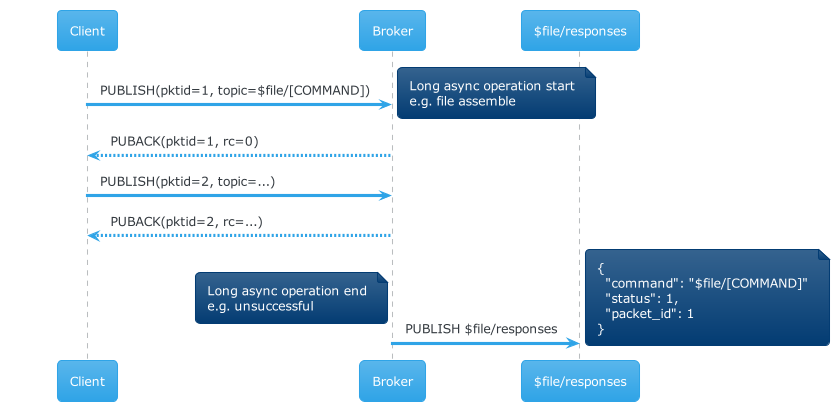 Client
Broker
$file/responses
PUBLISH(pktid=1, topic=$file/[COMMAND])
Long async operation start
e.g. file assemble
PUBACK(pktid=1, rc=0)
PUBLISH(pktid=2, topic=...)
PUBACK(pktid=2, rc=...)
Long async operation end
e.g. unsuccessful
{
"command": "$file/[COMMAND]"
"status": 1,
"packet_id": 1
}
PUBLISH $file/responses
Client
Broker
$file/responses